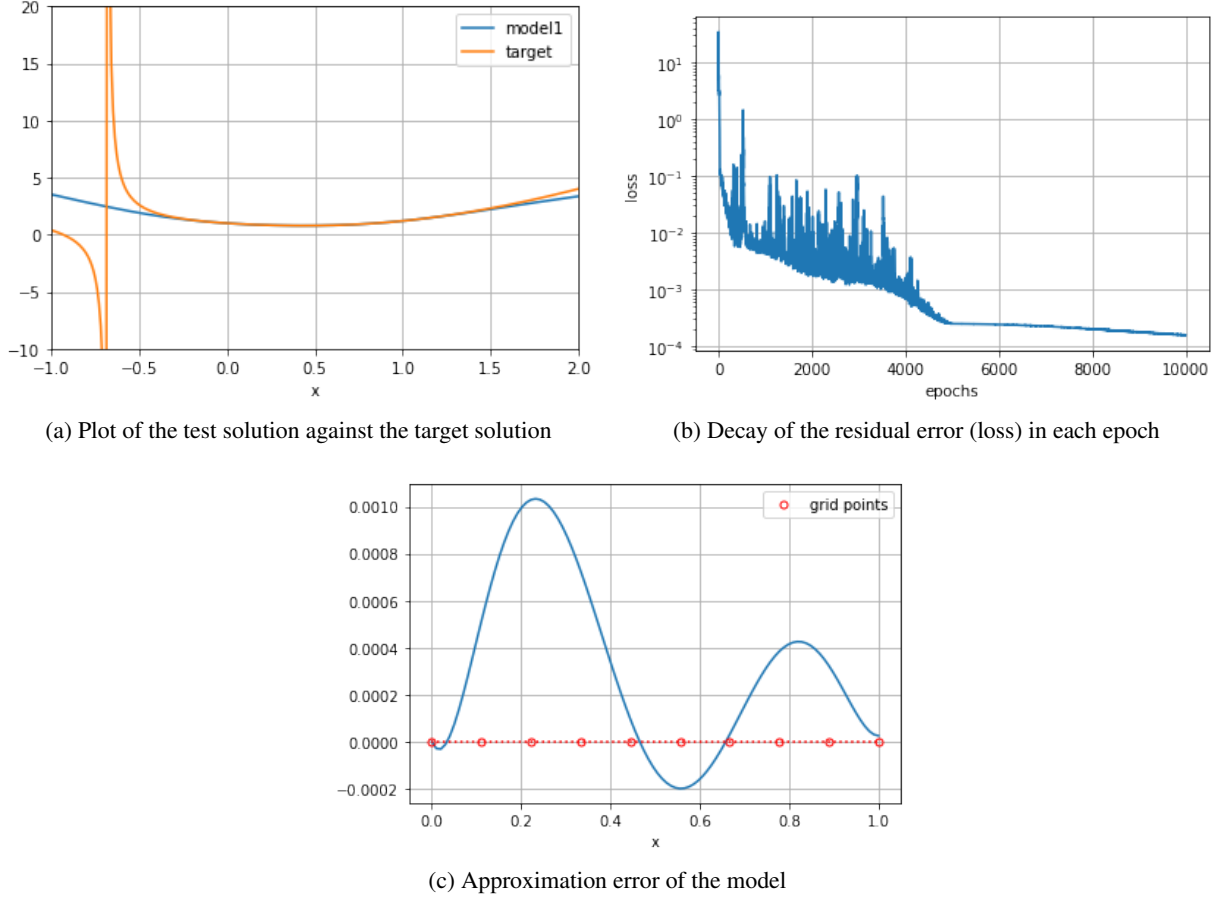 20
15
10
5
0
−5
−10
−1.0 −0.5 0.0 0.5 1.0 1.5 2.0
x
model1
target
(a) Plot of the test solution against the target solution
10^1
10^0
10^−1
10^−2
10^−3
10^−4
loss
0 2000 4000 6000 8000 10000
epochs
(b) Decay of the residual error (loss) in each epoch
0.0010
0.0008
0.0006
0.0004
0.0002
0.0000
−0.0002
0.0 0.2 0.4 0.6 0.8 1.0
x
grid points
(c) Approximation error of the model